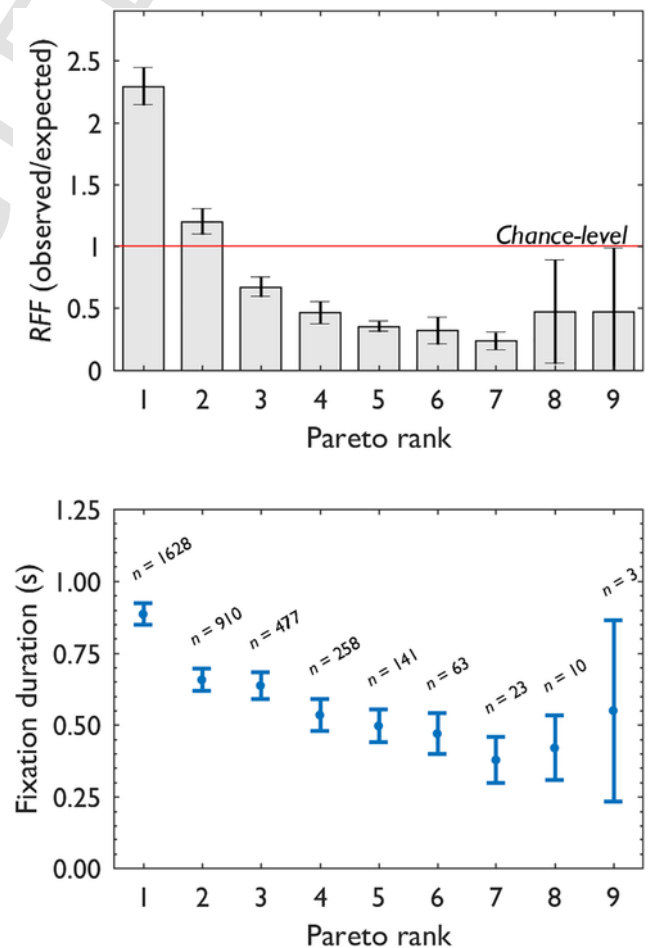 RFF (observed/expected)
2.5
2
1.5
1
0.5
0
Chance-level
1 2 3 4 5 6 7 8 9
Pareto rank
Fixation duration (s)
1.25
1.00
0.75
0.50
0.25
0.00
n = 1628
n = 910
n = 477
n = 258
n = 141
n = 63
n = 23
n = 10
n = 3
1 2 3 4 5 6 7 8 9
Pareto rank